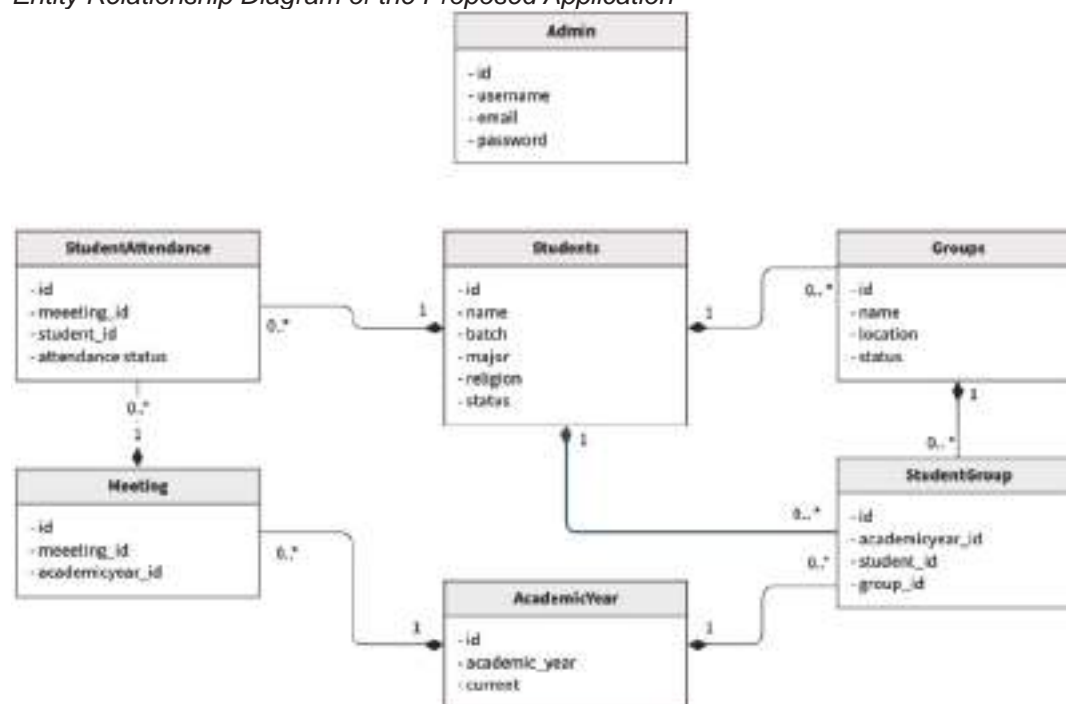 Entity Relationship Diagram of the Proposed Application
Admin
- id
- username
- email
- password
StudentAttendance
- id
- meeeting_id
- student_id
- attendance status
0..*
1
Students
- id
- name
- batch
- major
- religion
- status
1
0..*
Groups
- id
- name
- location
- status
0..*
1
1
0..*
1
0..*
Meeting
- id
- meeeting_id
- academicyear_id
0..*
1
AcademicYear
- id
- academic_year
- current
1
0..*
StudentGroup
- id
- academicyear_id
- student_id
- group_id